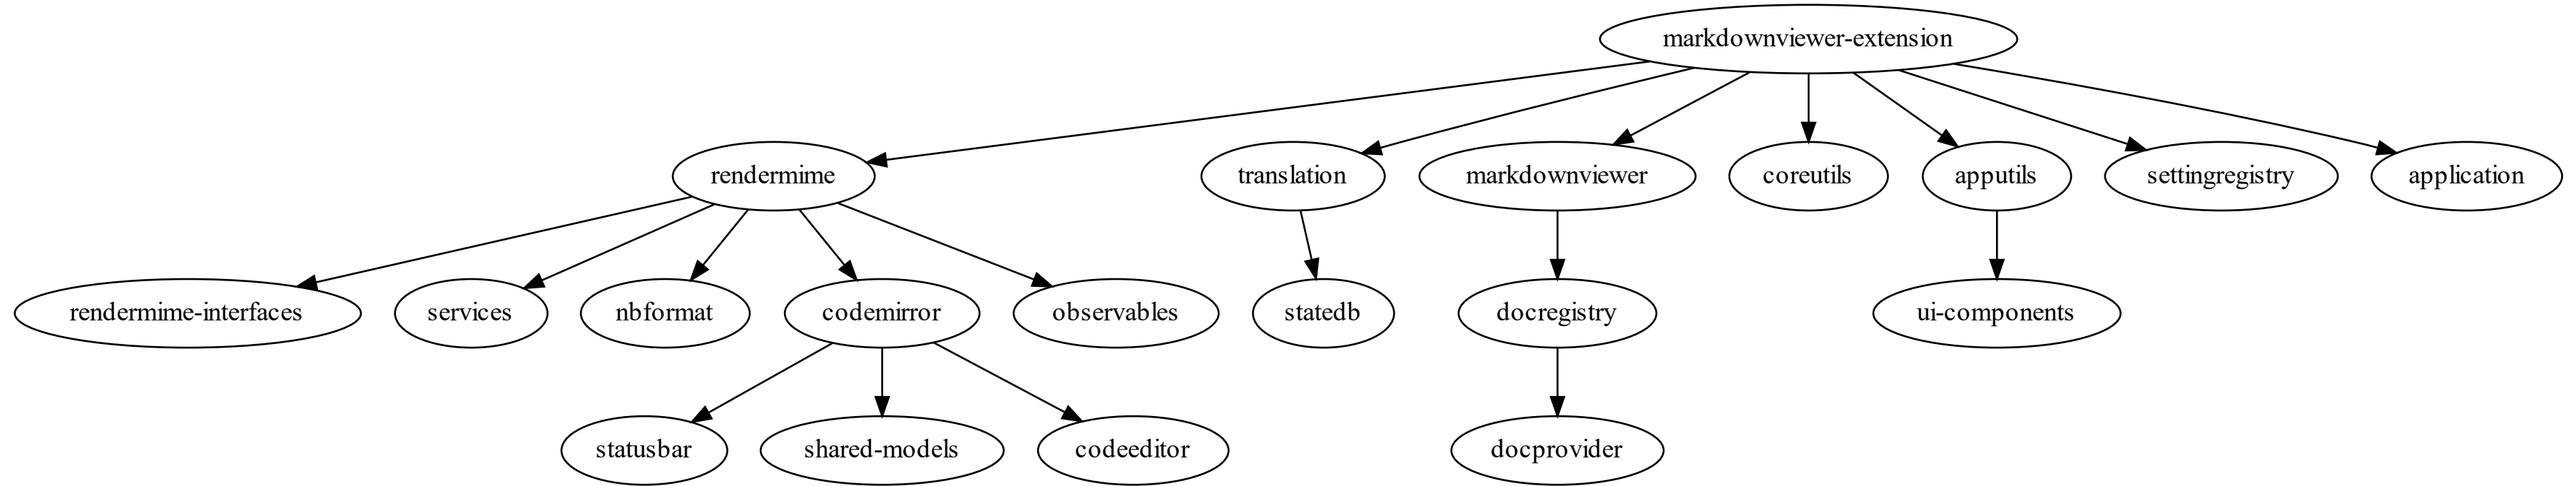 markdownviewer-extension
rendermime
translation
markdownviewer
coreutils
apputils
settingregistry
application
rendermime-interfaces
services
nbformat
codemirror
observables
statedb
docregistry
ui-components
statusbar
shared-models
codeeditor
docprovider